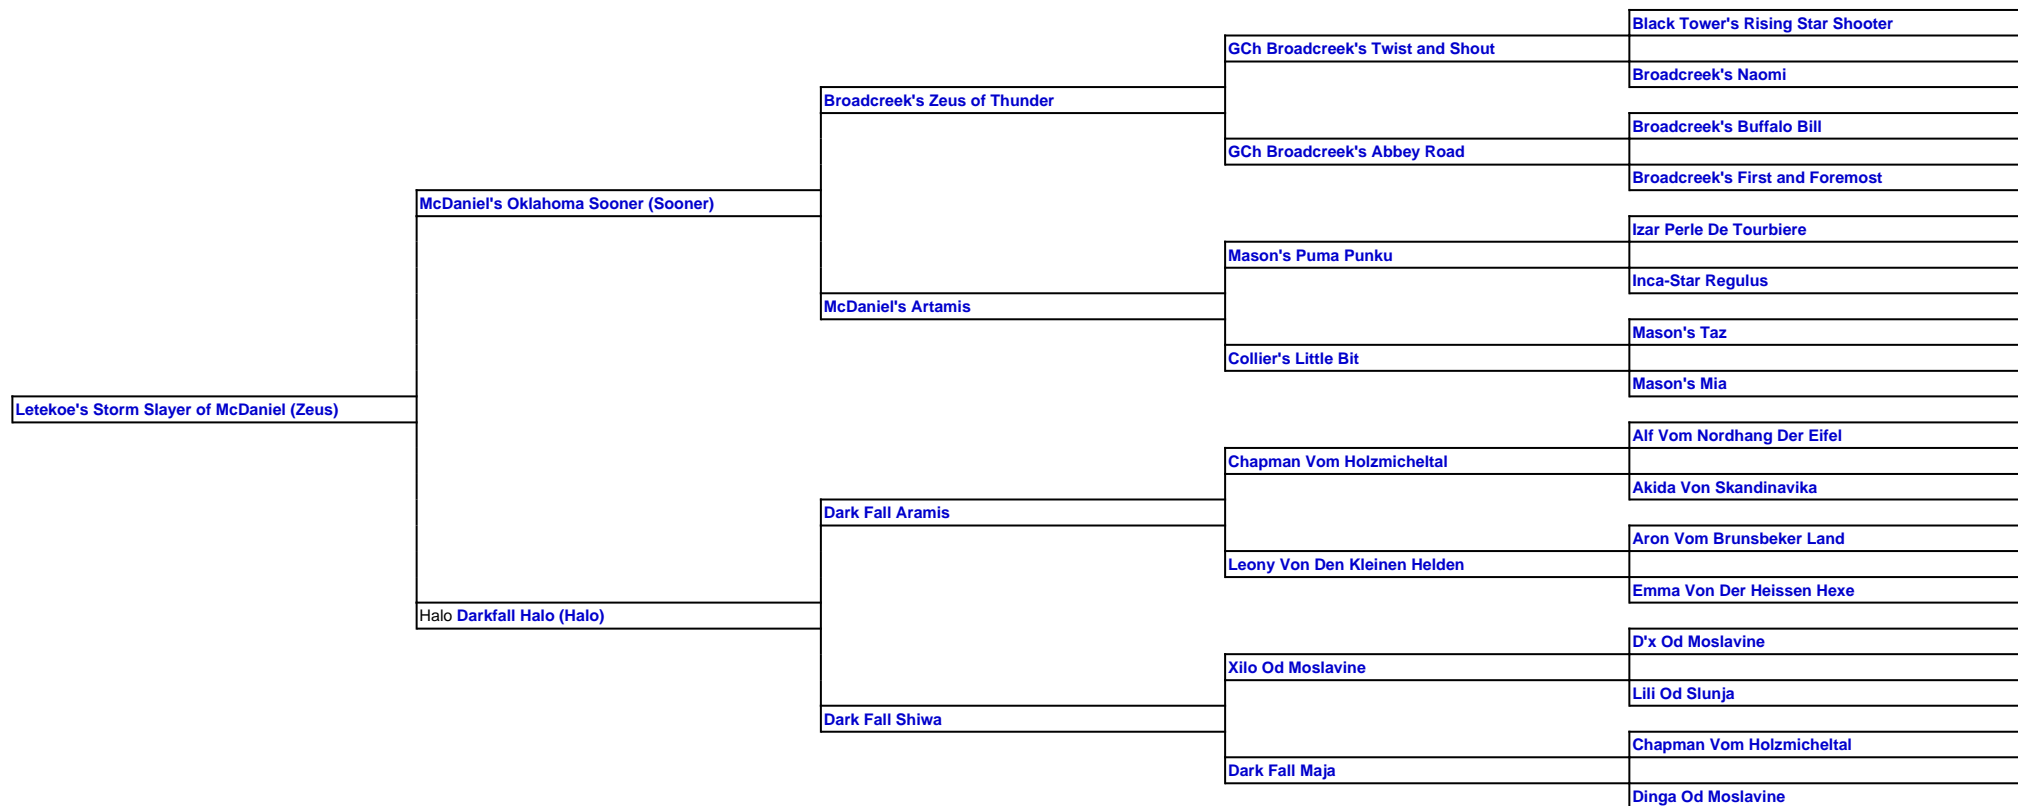 Black Tower's Rising Star Shooter
GCh Broadcreek's Twist and Shout
Broadcreek's Naomi
Broadcreek's Zeus of Thunder
Broadcreek's Buffalo Bill
GCh Broadcreek's Abbey Road
Broadcreek's First and Foremost
McDaniel's Oklahoma Sooner (Sooner)
Izar Perle De Tourbiere
Mason's Puma Punku
Inca-Star Regulus
McDaniel's Artamis
Mason's Taz
Collier's Little Bit
Mason's Mia
Letekoe's Storm Slayer of McDaniel (Zeus)
Alf Vom Nordhang Der Eifel
Chapman Vom Holzmicheltal
Akida Von Skandinavika
Dark Fall Aramis
Aron Vom Brunsbeker Land
Leony Von Den Kleinen Helden
Emma Von Der Heissen Hexe
Halo Darkfall Halo (Halo)
D'x Od Moslavine
Xilo Od Moslavine
Lili Od Slunja
Dark Fall Shiwa
Chapman Vom Holzmicheltal
Dark Fall Maja
Dinga Od Moslavine